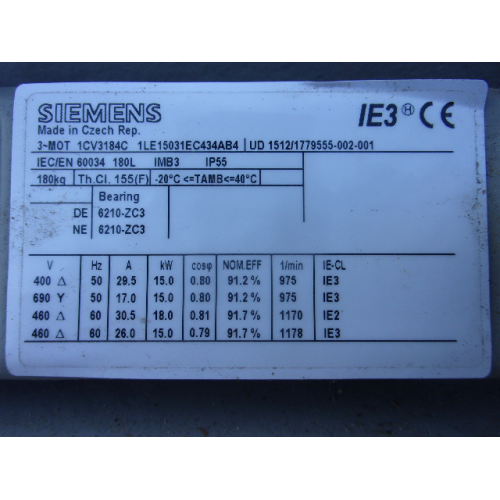 SIEMENS IE3 ⒽCE
Made in Czech Rep.
3~MOT 1CV3184C 1LE15031EC434AB4 UD 1512/1779555-002-001
IEC/EN 60034 180L IMB3 IP55
180kg Th.Cl. 155(F) -20°C <=TAMB<=40°C
Bearing
DE 6210-ZC3
NE 6210-ZC3
V Hz A kW cosφ NOM.EFF 1/min IE-CL
400 Δ 50 29.5 15.0 0.80 91.2 % 975 IE3
690 Y 50 17.0 15.0 0.80 91.2 % 975 IE3
460 Δ 60 30.5 18.0 0.81 91.7 % 1170 IE2
460 Δ 60 26.0 15.0 0.79 91.7 % 1178 IE3